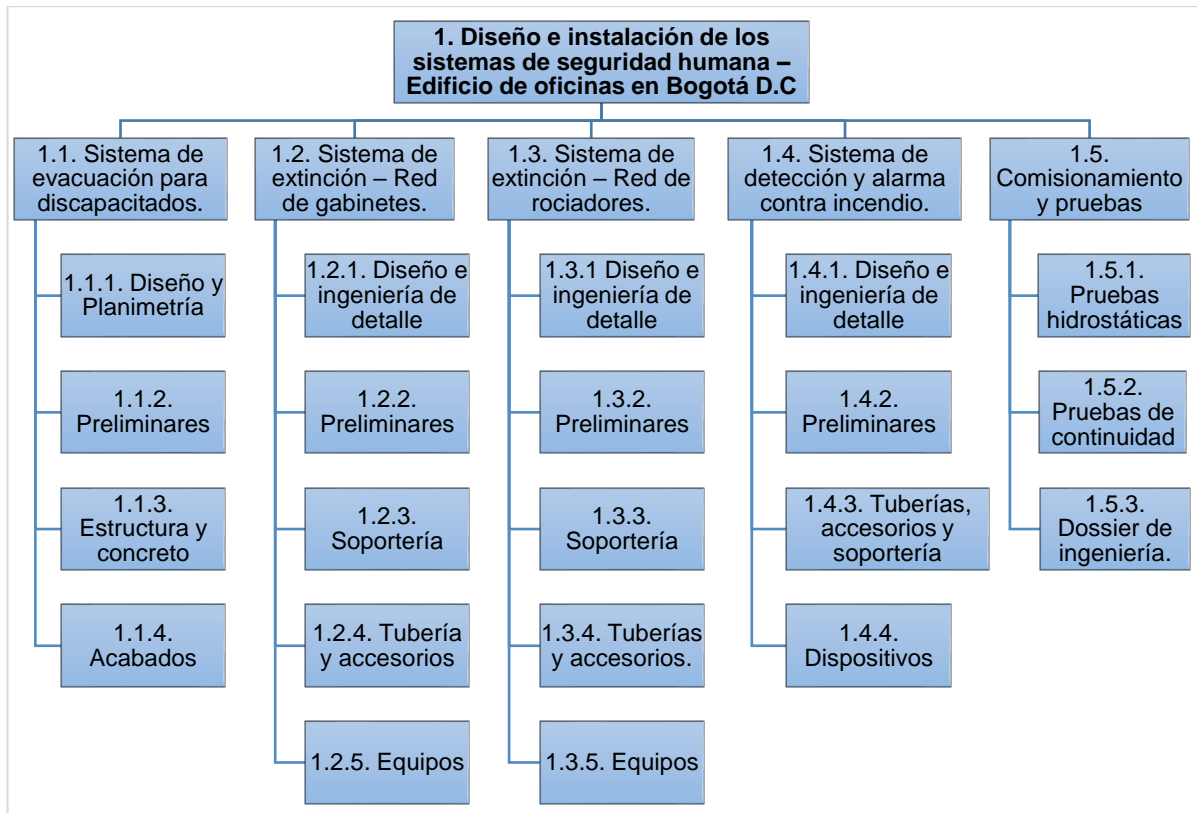 1. Diseño e instalación de los
sistemas de seguridad humana –
Edificio de oficinas en Bogotá D.C
1.1. Sistema de
evacuación para
discapacitados.
1.1.1. Diseño y
Planimetría
1.1.2.
Preliminares
1.1.3.
Estructura y
concreto
1.1.4.
Acabados
1.2. Sistema de
extinción – Red
de gabinetes.
1.2.1. Diseño e
ingeniería de
detalle
1.2.2.
Preliminares
1.2.3.
Soportería
1.2.4. Tubería
y accesorios
1.2.5. Equipos
1.3. Sistema de
extinción – Red de
rociadores.
1.3.1 Diseño e
ingeniería de
detalle
1.3.2.
Preliminares
1.3.3.
Soportería
1.3.4. Tuberías
y accesorios.
1.3.5. Equipos
1.4. Sistema de
detección y alarma
contra incendio.
1.4.1. Diseño e
ingeniería de
detalle
1.4.2.
Preliminares
1.4.3. Tuberías,
accesorios y
soportería
1.4.4.
Dispositivos
1.5.
Comisionamiento
y pruebas
1.5.1.
Pruebas
hidrostáticas
1.5.2.
Pruebas de
continuidad
1.5.3.
Dossier de
ingeniería.